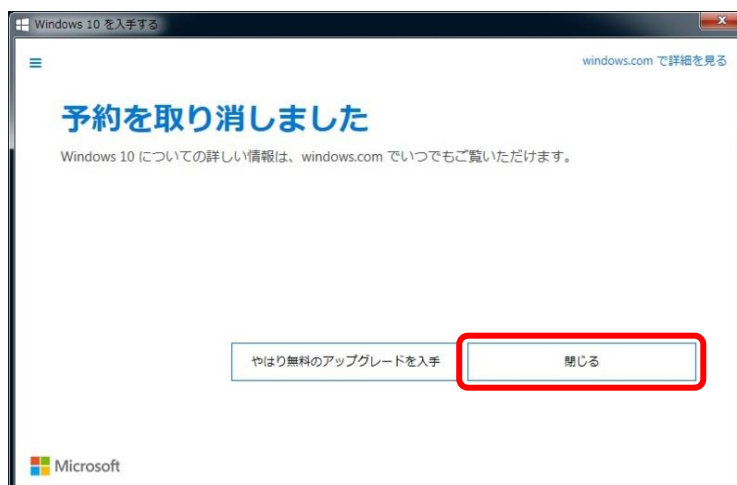 Windows 10 を入手する
windows.com で詳細を見る
予約を取り消しました
Windows 10 についての詳しい情報は、windows.com でいつでもご覧いただけます。
やはり無料のアップグレードを入手
閉じる
Microsoft